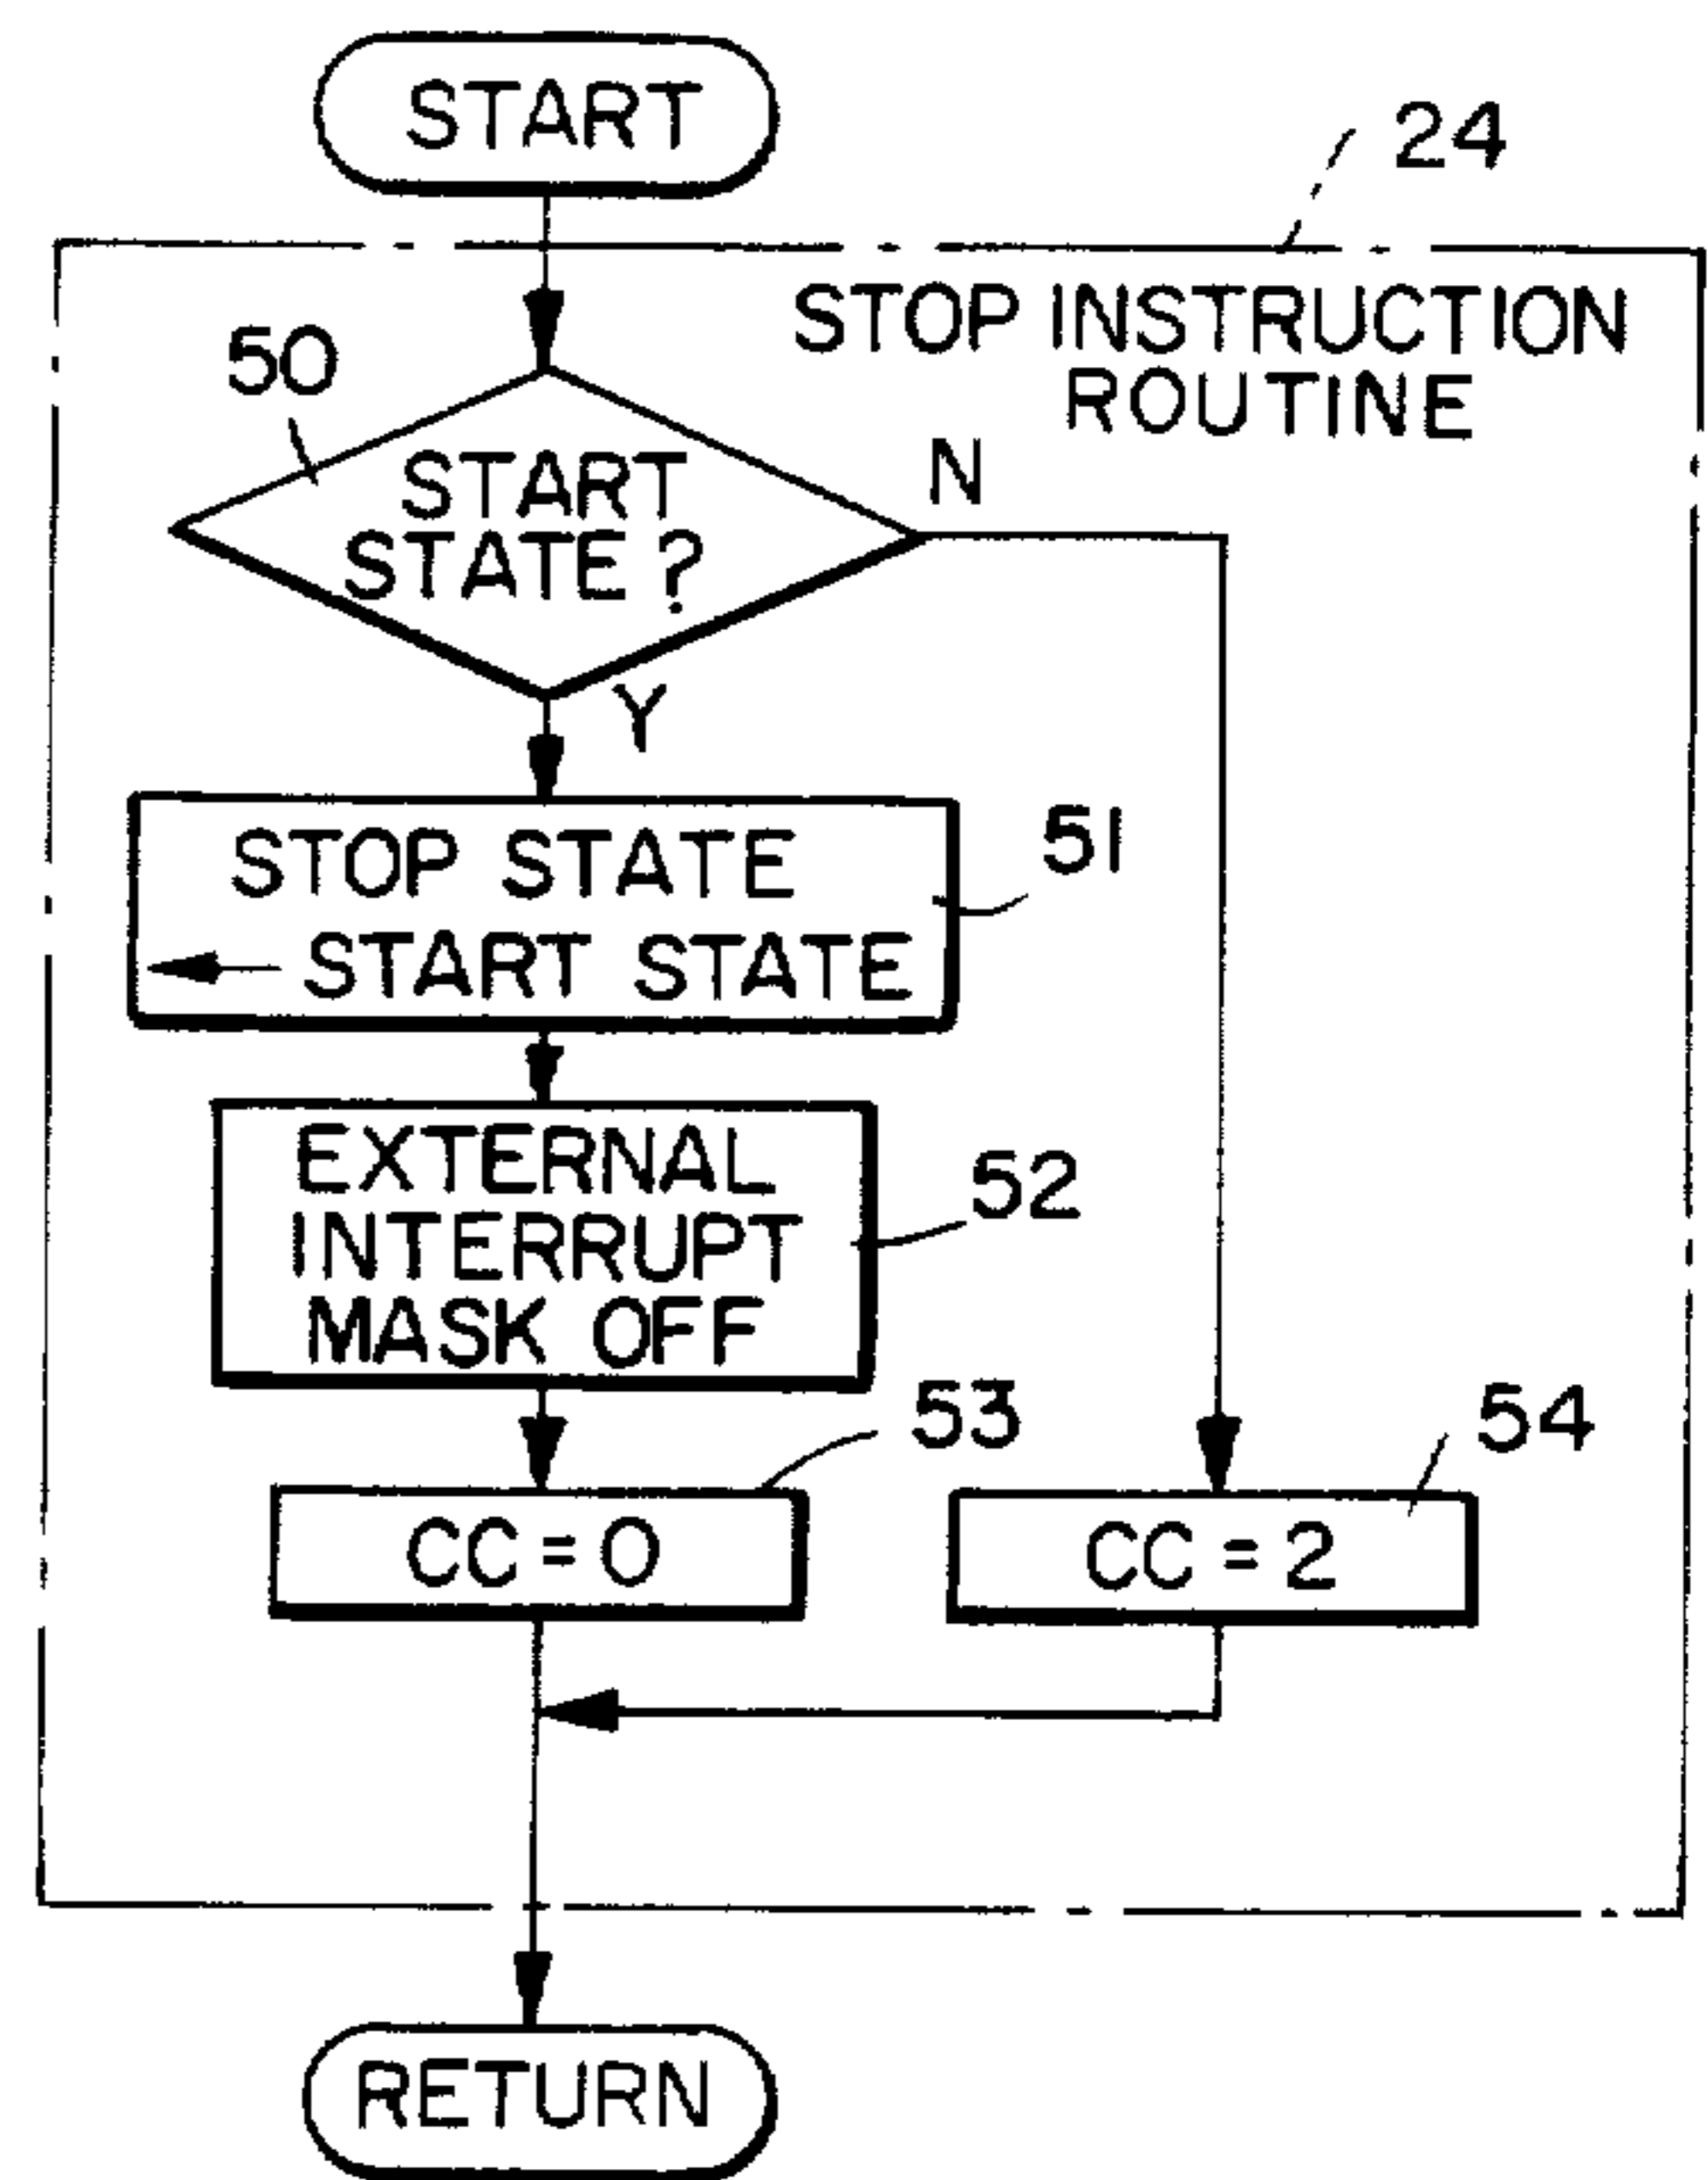 START
24
STOP INSTRUCTION
ROUTINE
50
START
STATE ?
N
Y
STOP STATE
← START STATE
51
EXTERNAL
INTERRUPT
MASK OFF
52
53
CC = 0
54
CC = 2
RETURN